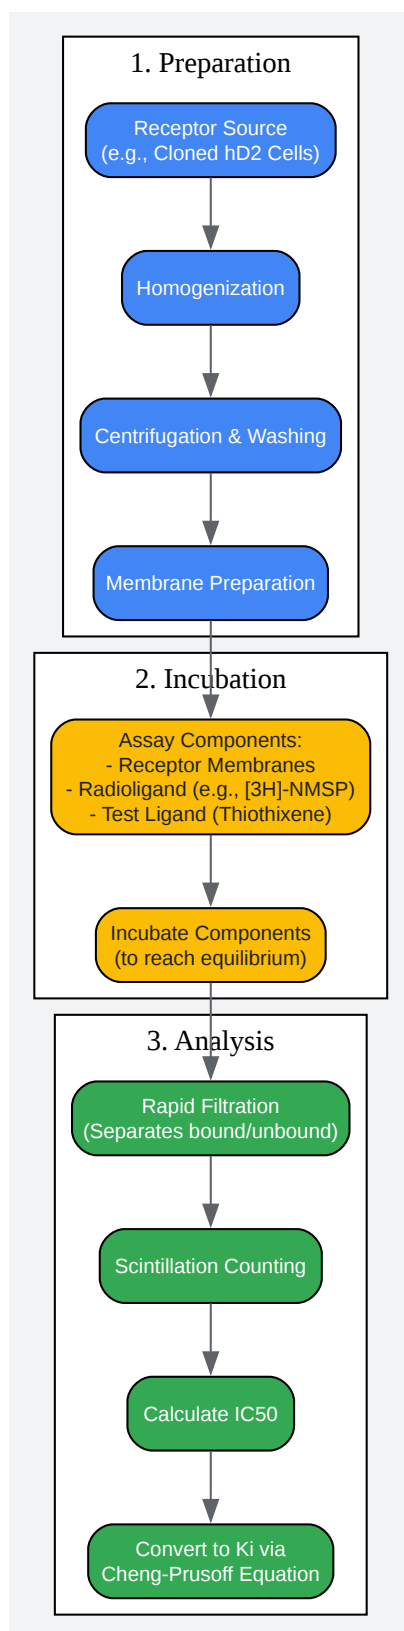 1. Preparation
Receptor Source
(e.g., Cloned hD2 Cells)
Homogenization
Centrifugation & Washing
Membrane Preparation
2. Incubation
Assay Components:
- Receptor Membranes
- Radioligand (e.g., [3H]-NMSP)
- Test Ligand (Thiothixene)
Incubate Components
(to reach equilibrium)
3. Analysis
Rapid Filtration
(Separates bound/unbound)
Scintillation Counting
Calculate IC50
Convert to Ki via
Cheng-Prusoff Equation